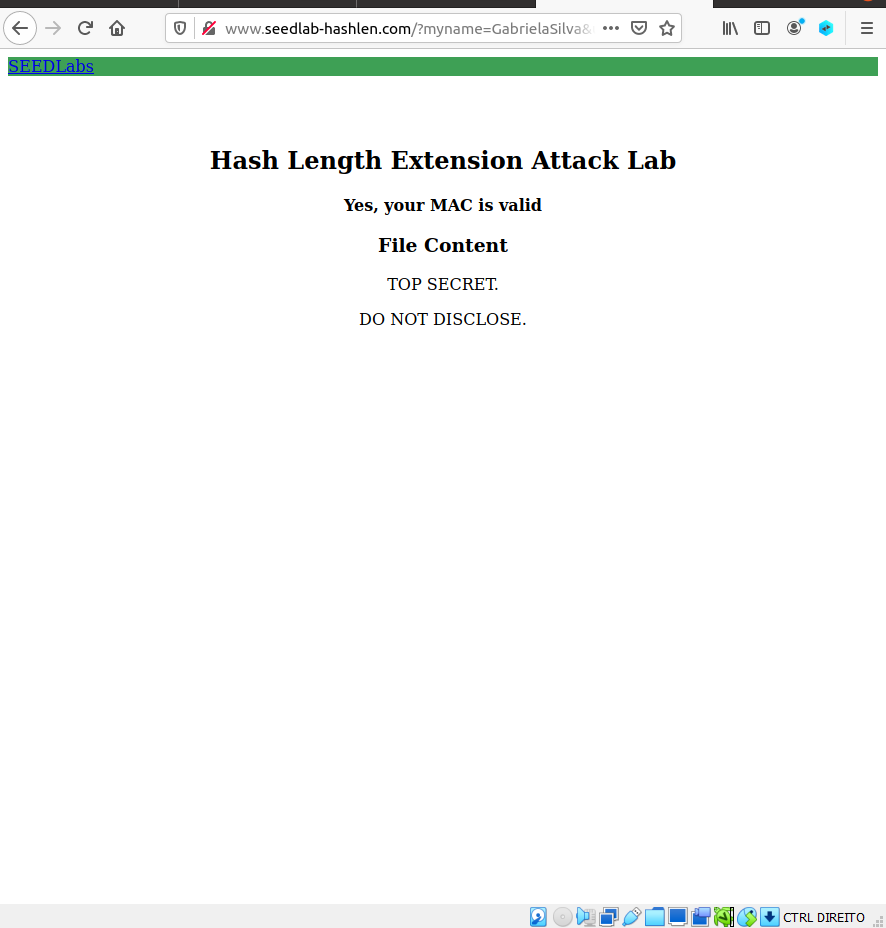 www.seedlab-hashlen.com/?myname=GabrielaSilva&
SEEDLabs
Hash Length Extension Attack Lab
Yes, your MAC is valid
File Content
TOP SECRET.
DO NOT DISCLOSE.
CTRL DIREITO